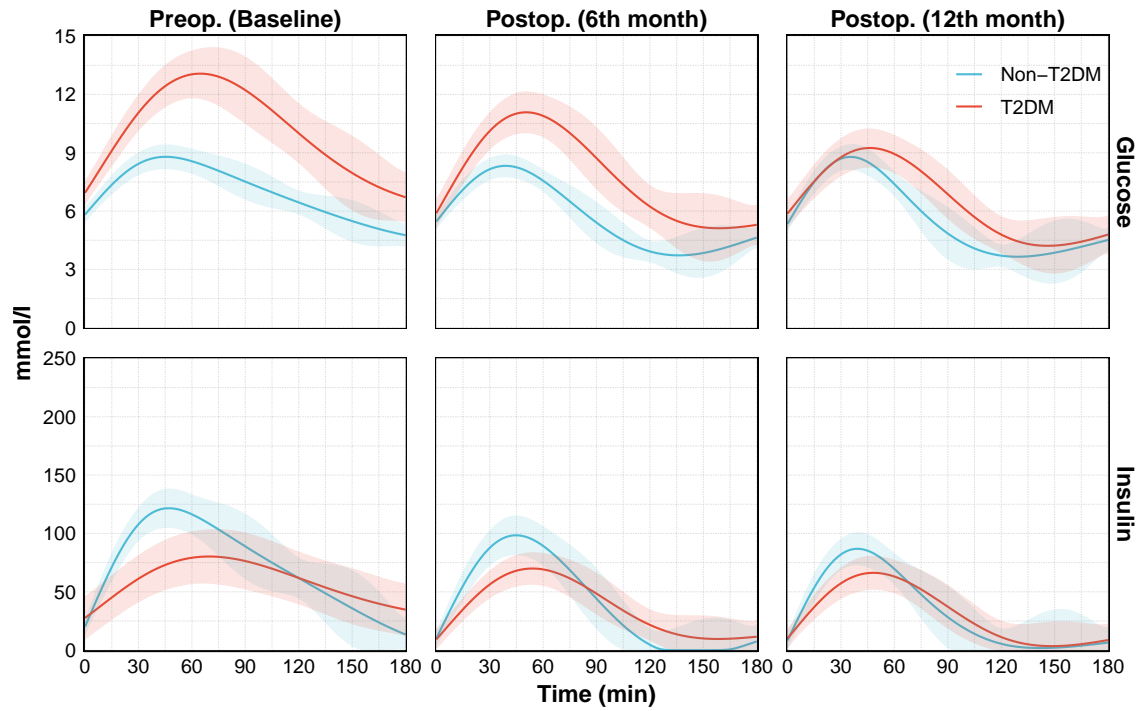 Preop. (Baseline)
Postop. (6th month)
Postop. (12th month)
15
12
9
6
3
0
Non−T2DM
T2DM
Glucose
mmol/l
250
200
150
100
50
0
Insulin
0 30 60 90 120 150 180
0 30 60 90 120 150 180
0 30 60 90 120 150 180
Time (min)